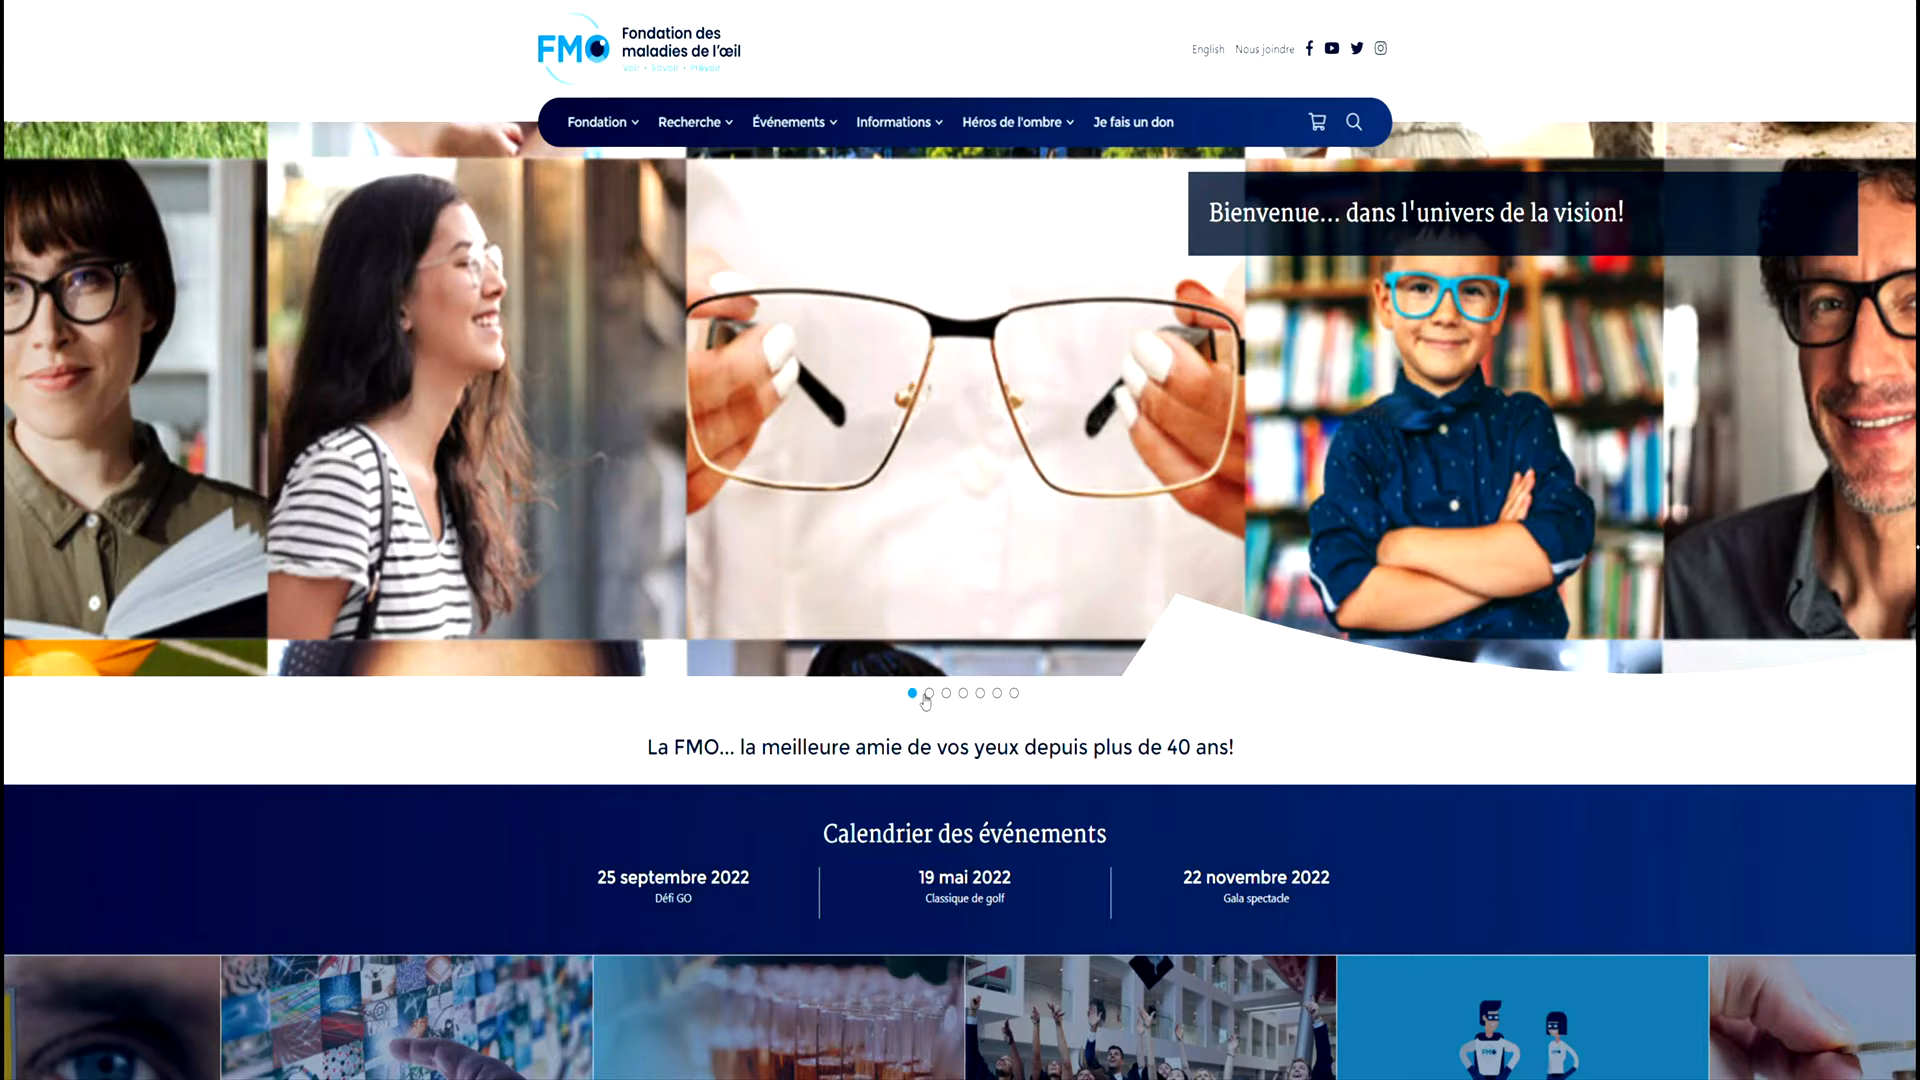 FMO
Fondation des
maladies de l'œil
Voir • Savoir • Prévoir
English Nous joindre
Fondation Recherche Événements Informations Héros de l'ombre Je fais un don
Bienvenue... dans l'univers de la vision!
La FMO... la meilleure amie de vos yeux depuis plus de 40 ans!
Calendrier des événements
25 septembre 2022
Défi GO
19 mai 2022
Classique de golf
22 novembre 2022
Gala spectacle
FMO